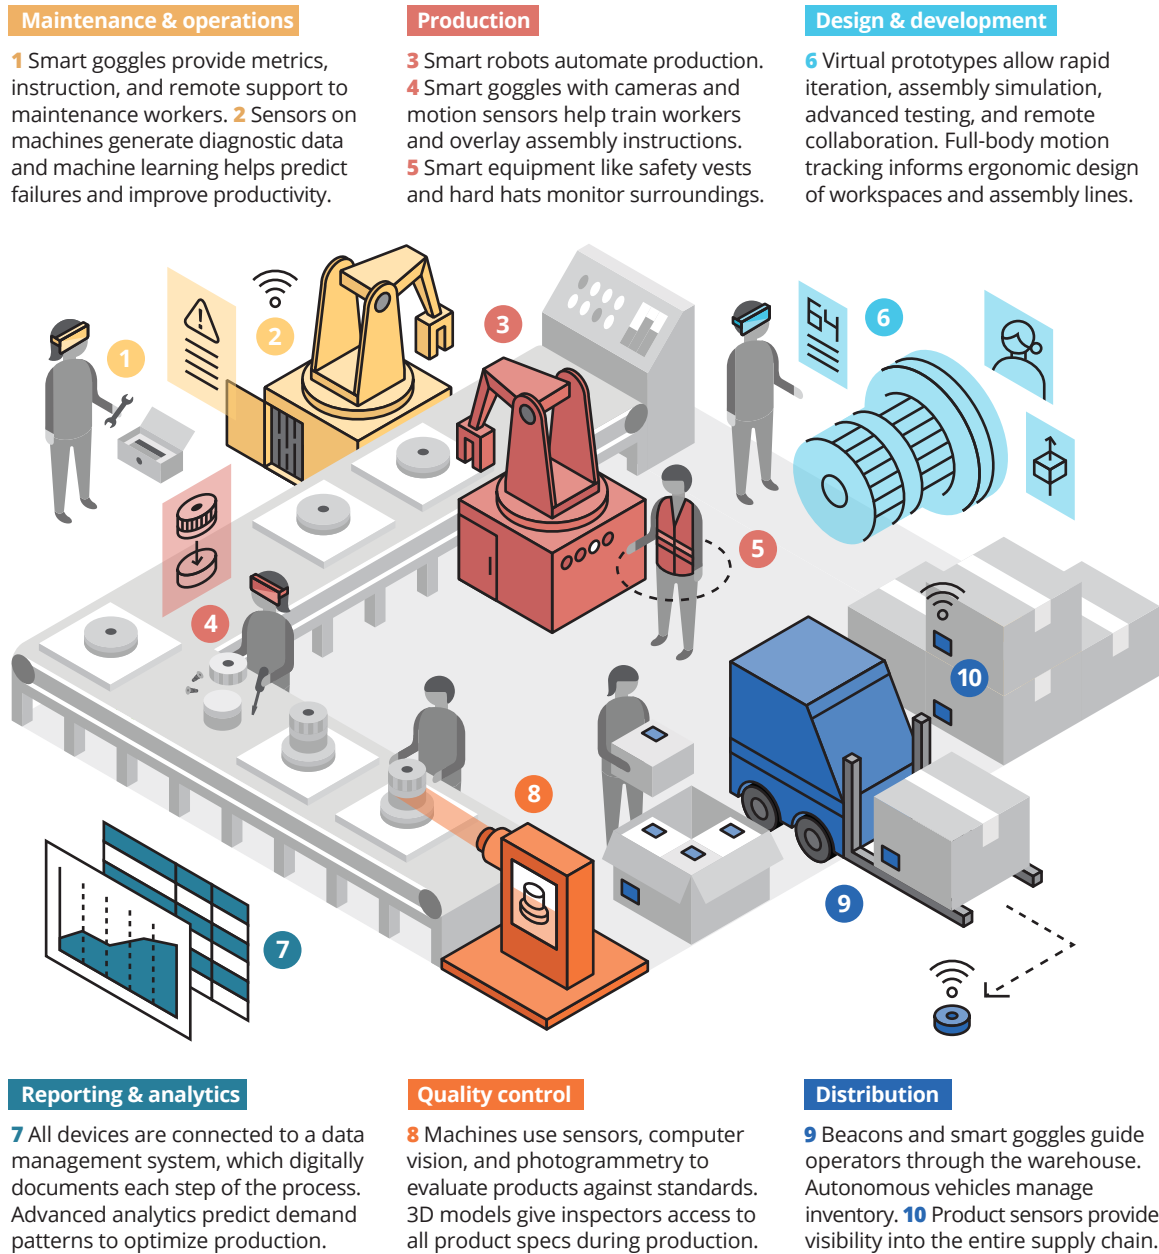 Maintenance & operations
1 Smart goggles provide metrics,
instruction, and remote support to
maintenance workers. 2 Sensors on
machines generate diagnostic data
and machine learning helps predict
failures and improve productivity.
Production
3 Smart robots automate production.
4 Smart goggles with cameras and
motion sensors help train workers
and overlay assembly instructions.
5 Smart equipment like safety vests
and hard hats monitor surroundings.
Design & development
6 Virtual prototypes allow rapid
iteration, assembly simulation,
advanced testing, and remote
collaboration. Full-body motion
tracking informs ergonomic design
of workspaces and assembly lines.
1
2
3
64
6
5
4
10
8
9
7
Reporting & analytics
7 All devices are connected to a data
management system, which digitally
documents each step of the process.
Advanced analytics predict demand
patterns to optimize production.
Quality control
8 Machines use sensors, computer
vision, and photogrammetry to
evaluate products against standards.
3D models give inspectors access to
all product specs during production.
Distribution
9 Beacons and smart goggles guide
operators through the warehouse.
Autonomous vehicles manage
inventory. 10 Product sensors provide
visibility into the entire supply chain.